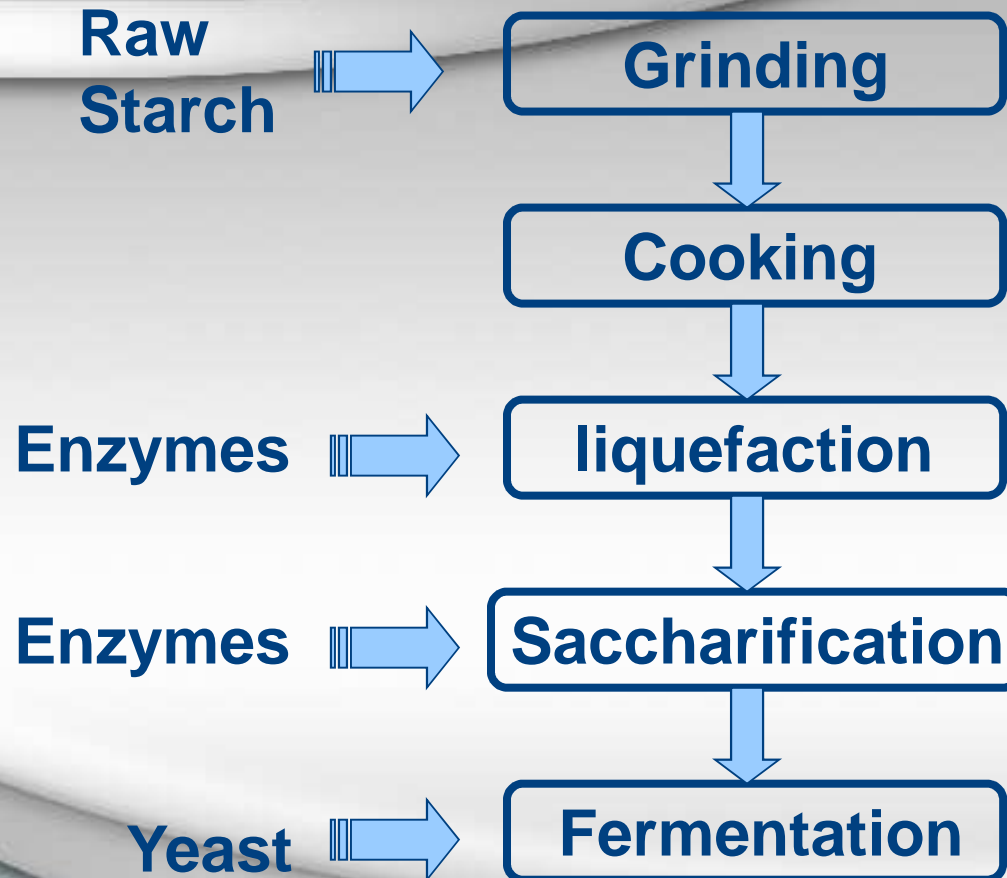 Raw
Starch
Grinding
Cooking
liquefaction
Enzymes
Saccharification
Enzymes
Fermentation
Yeast